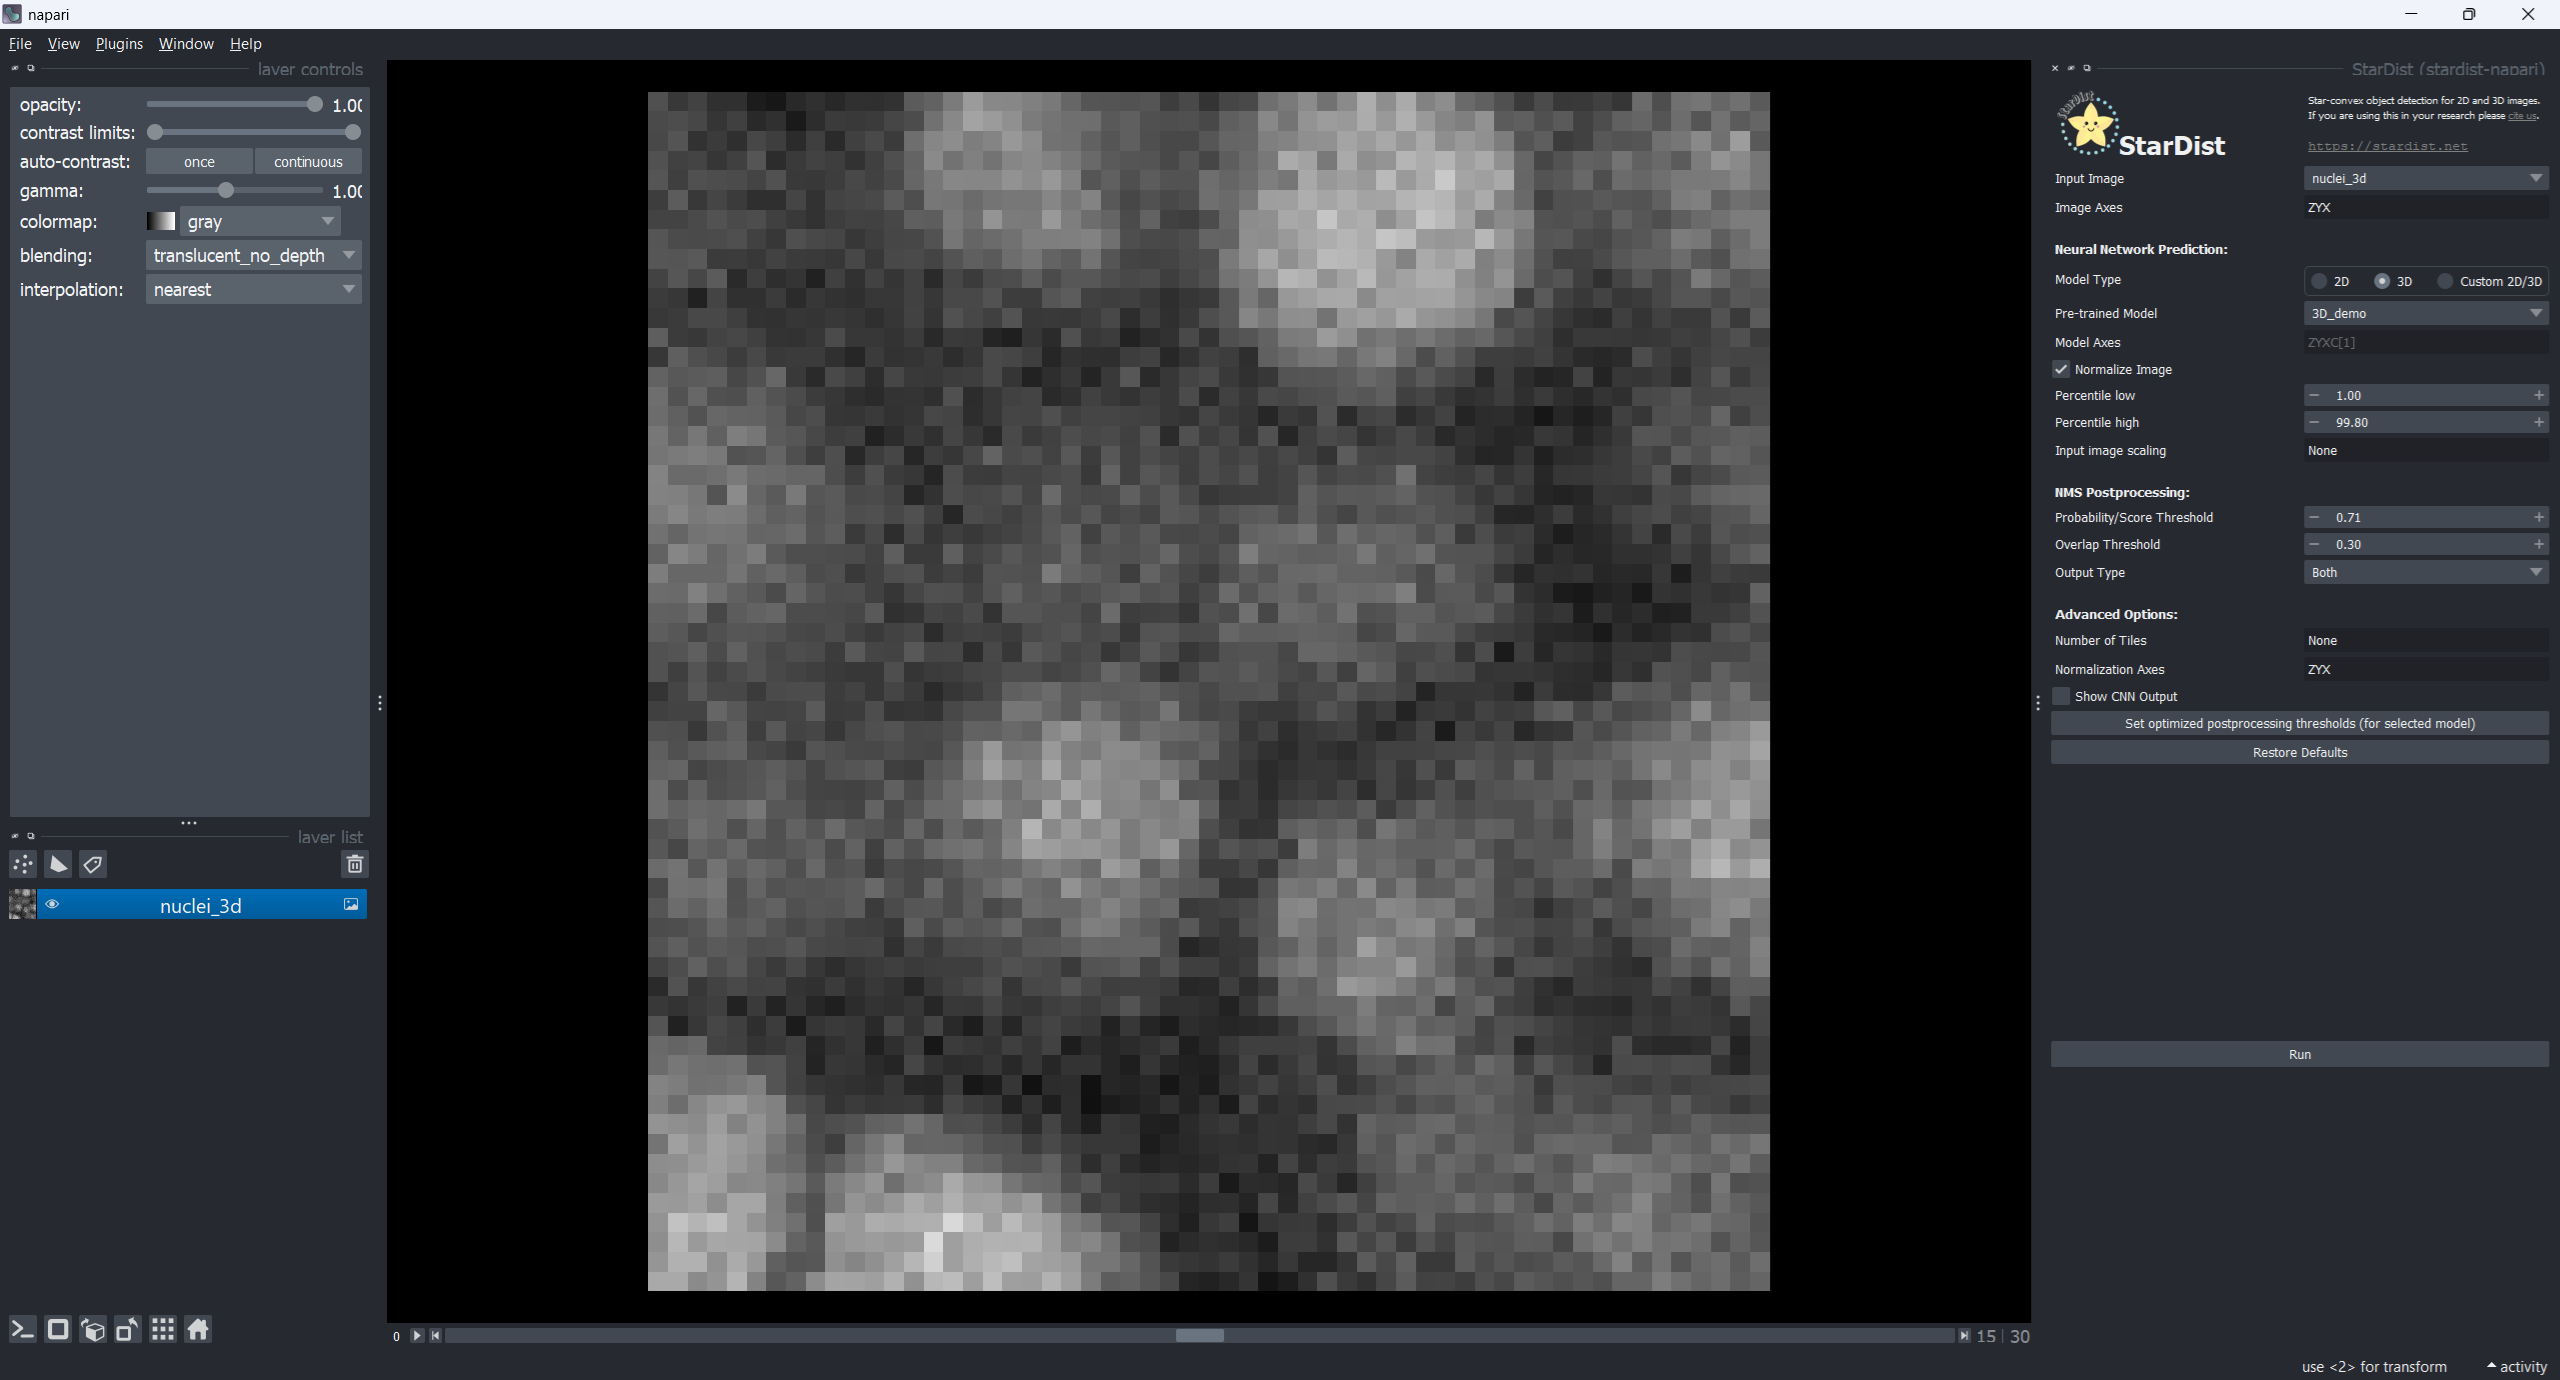 napari
File View Plugins Window Help
layer controls
opacity: 1.00
contrast limits:
auto-contrast: once continuous
gamma: 1.00
colormap: gray
blending: translucent_no_depth
interpolation: nearest
layer list
nuclei_3d
0 15 30
StarDist (stardist-napari)
StarDist
StarDist
Star-convex object detection for 2D and 3D images.
If you are using this in your research please cite us.
https://stardist.net
Input Image nuclei_3d
Image Axes ZYX
Neural Network Prediction:
Model Type 2D 3D Custom 2D/3D
Pre-trained Model 3D_demo
Model Axes ZYXC[1]
Normalize Image
Percentile low 1.00
Percentile high 99.80
Input image scaling None
NMS Postprocessing:
Probability/Score Threshold 0.71
Overlap Threshold 0.30
Output Type Both
Advanced Options:
Number of Tiles None
Normalization Axes ZYX
Show CNN Output
Set optimized postprocessing thresholds (for selected model)
Restore Defaults
Run
use <2> for transform activity